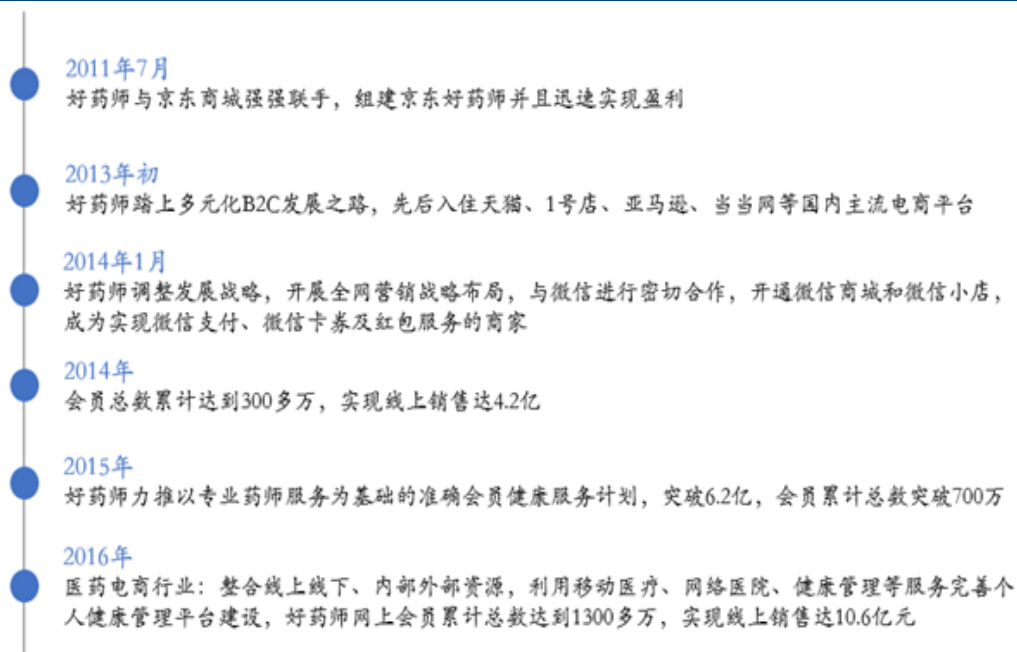 2011年7月
好药师与京东商城强强联手，组建京东好药师并且迅速实现盈利
2013年初
好药师踏上多元化B2C发展之路，先后入住天猫、1号店、亚马逊、当当网等国内主流电商平台
2014年1月
好药师调整发展战略，开展全网营销战略布局，与微信进行密切合作，开通微信商城和微信小店，
成为实现微信支付、微信卡券及红包服务的商家
2014年
会员总数累计达到300多万，实现线上销售达4.2亿
2015年
好药师力推以专业药师服务为基础的准确会员健康服务计划，突破6.2亿，会员累计总数突破700万
2016年
医药电商行业：整合线上线下、内部外部资源，利用移动医疗、网络医院、健康管理等服务完善个
人健康管理平台建设，好药师网上会员累计总数达到1300多万，实现线上销售达10.6亿元